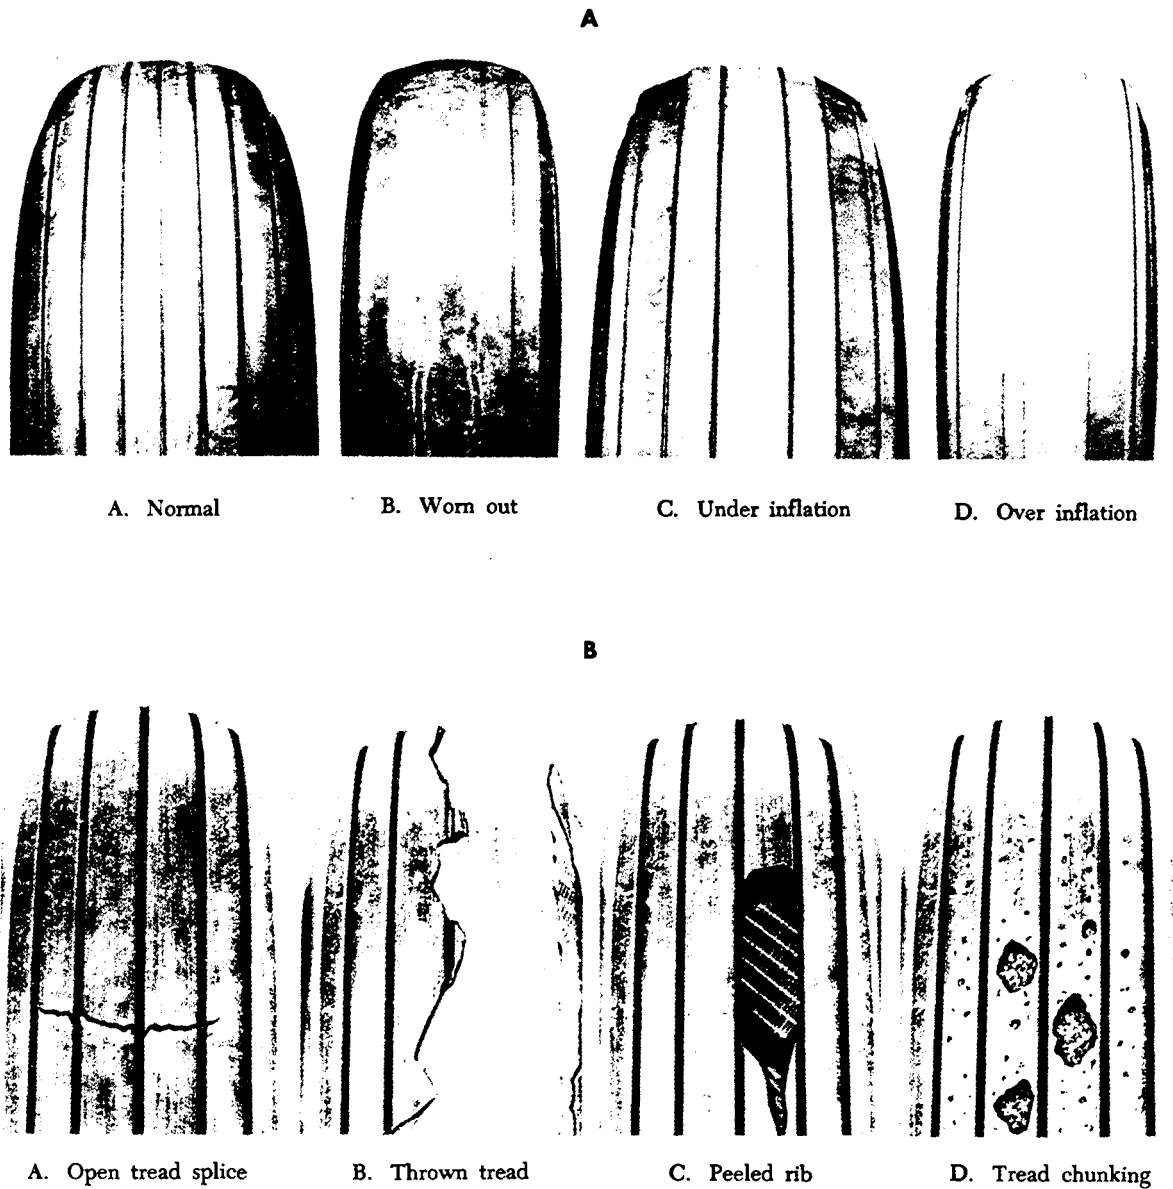 A
A. Normal
B. Worn out
C. Under inflation
D. Over inflation
B
A. Open tread splice
B. Thrown tread
C. Peeled rib
D. Tread chunking